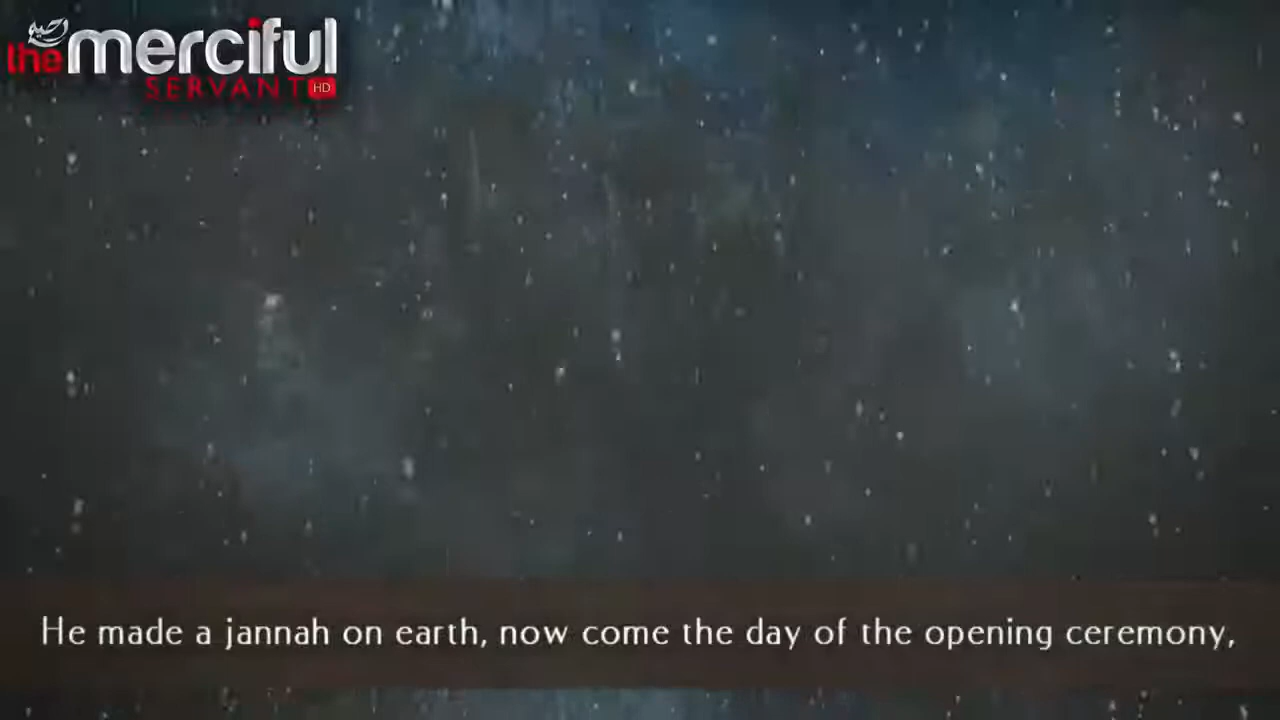 the merciful
SERVANT HD
He made a jannah on earth, now come the day of the opening ceremony,